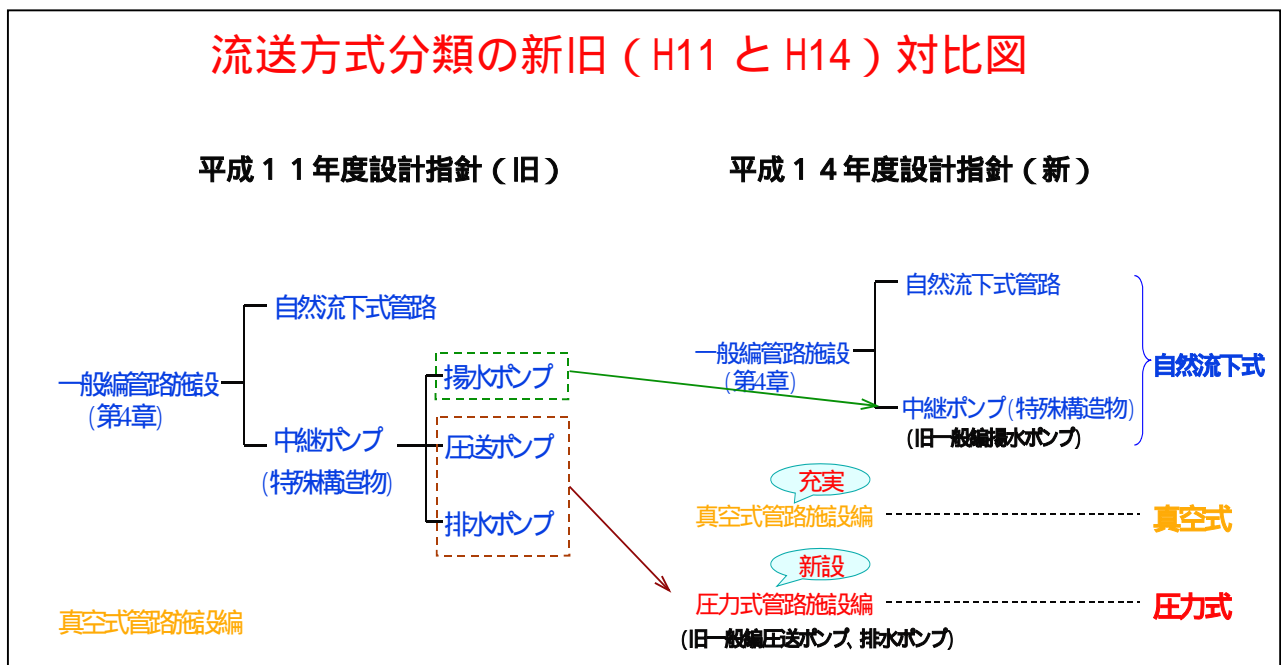 流送方式分類の新旧（H11 と H14）対比図
平成１１年度設計指針（旧）
平成１４年度設計指針（新）
自然流下式管路
一般編管路施設
(第4章)
揚水ポンプ
中継ポンプ
(特殊構造物)
圧送ポンプ
排水ポンプ
真空式管路施設編
自然流下式管路
一般編管路施設
(第4章)
自然流下式
中継ポンプ(特殊構造物)
(旧一般編揚水ポンプ)
充実
真空式管路施設編
真空式
新設
圧力式管路施設編
圧力式
(旧一般編圧送ポンプ、排水ポンプ)